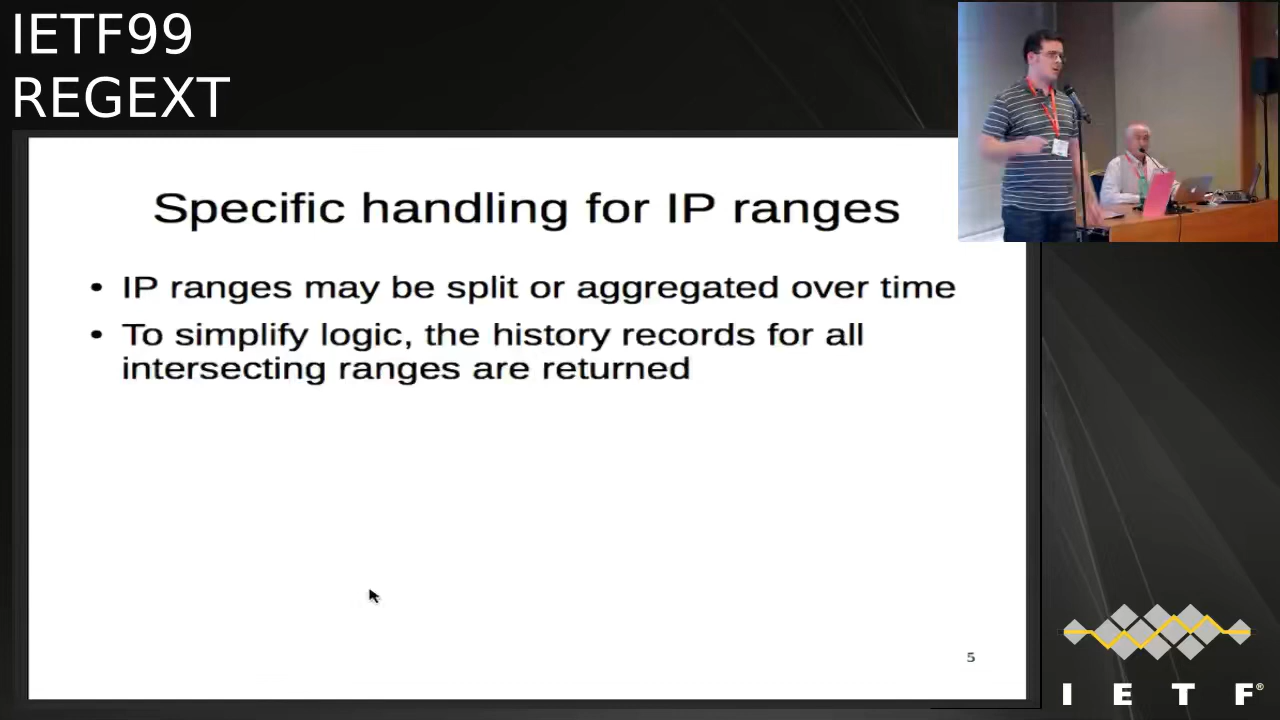 IETF99
REGEXT
Specific handling for IP ranges
• IP ranges may be split or aggregated over time
• To simplify logic, the history records for all
intersecting ranges are returned
5
I E T F®